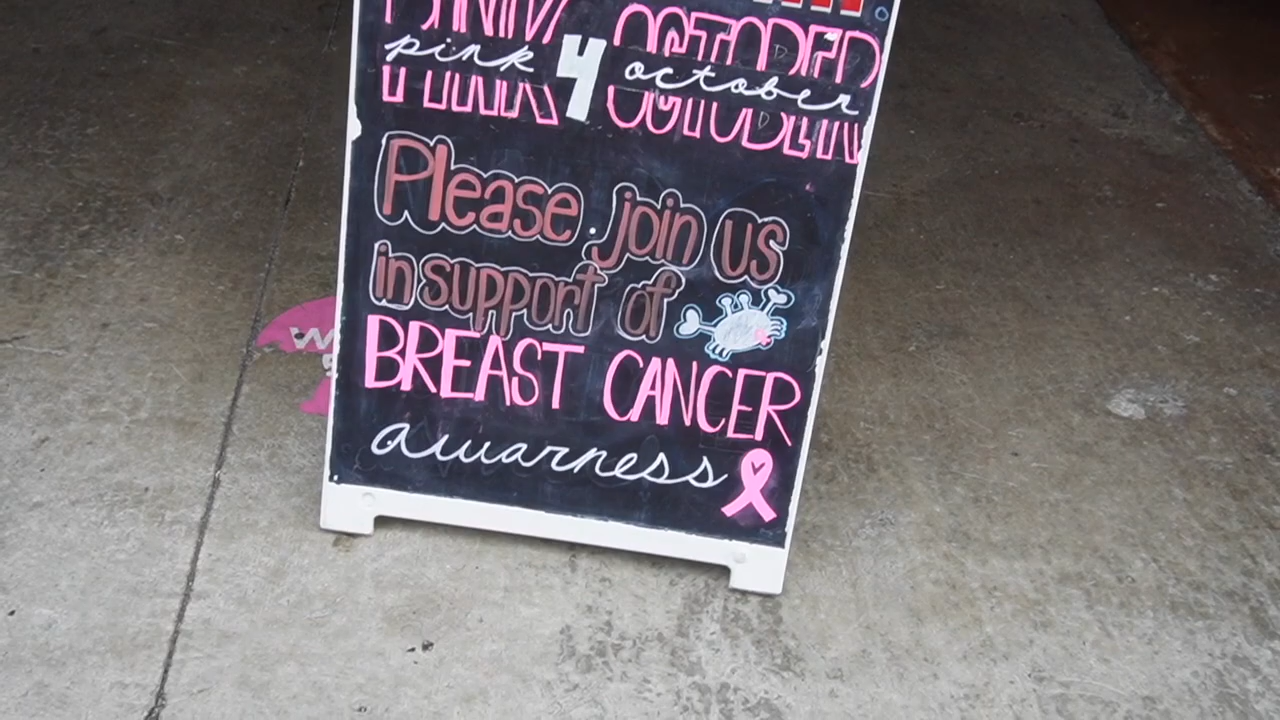 PINK 4 OCTOBER
pink october
Please join us
in support of
BREAST CANCER
awarness
W